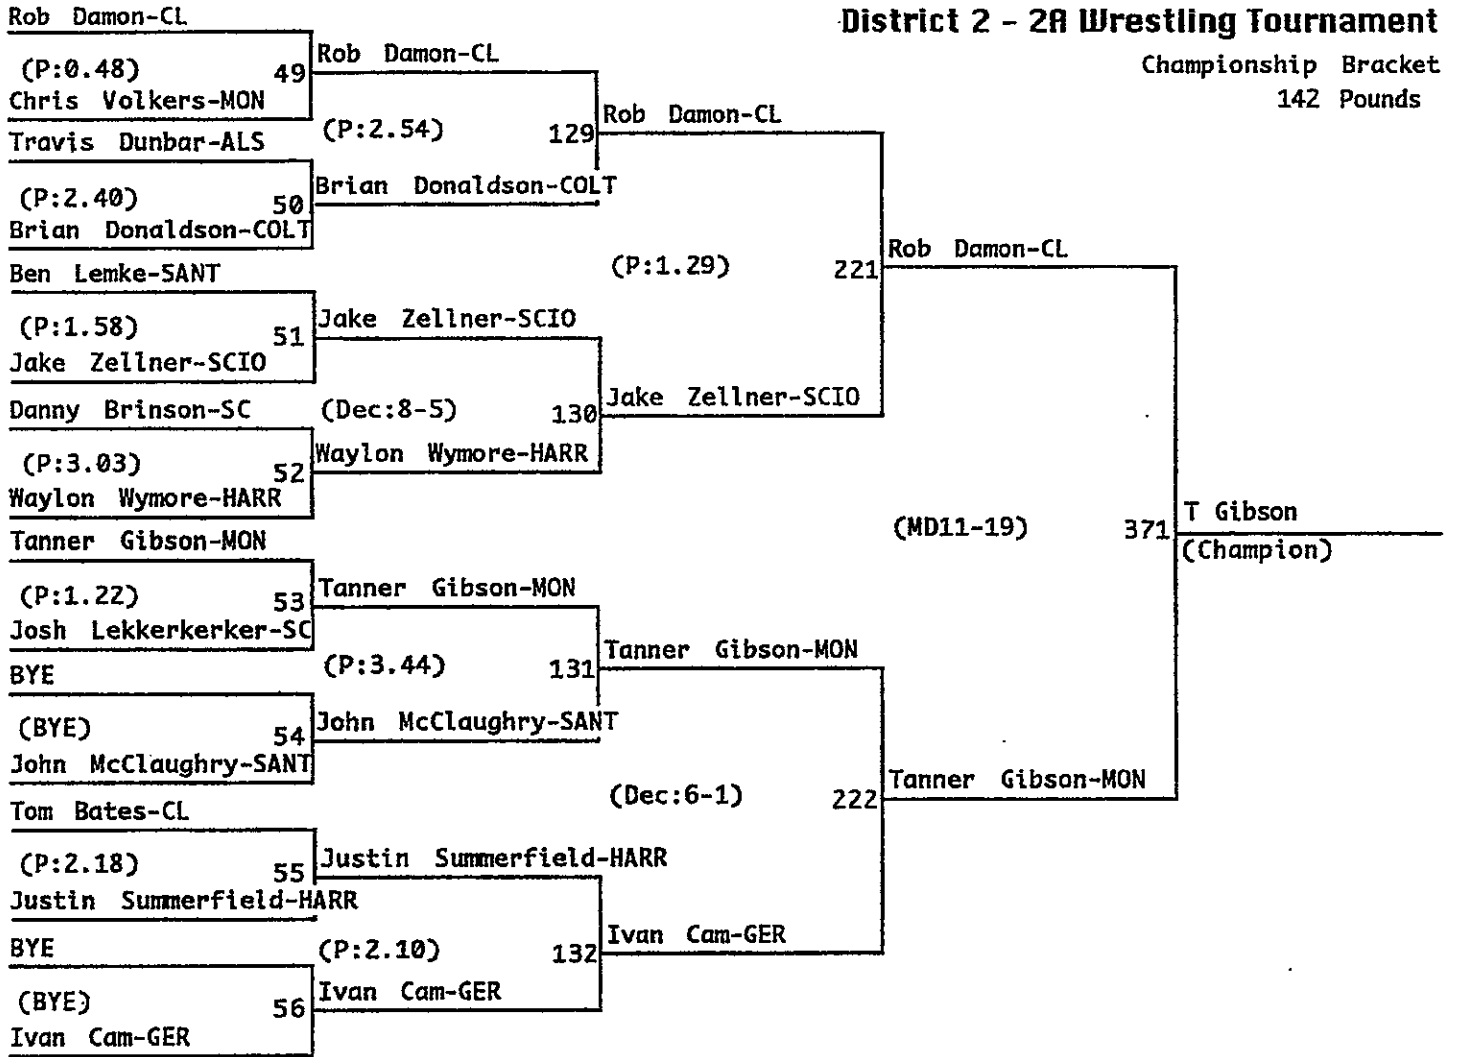 District 2 - 2A Wrestling Tournament
Championship Bracket
142 Pounds
Rob Damon-CL
(P:0.48)
49
Chris Volkers-MON
Travis Dunbar-ALS
(P:2.40)
50
Brian Donaldson-COLT
Ben Lemke-SANT
(P:1.58)
51
Jake Zellner-SCIO
Danny Brinson-SC
(P:3.03)
52
Waylon Wymore-HARR
Tanner Gibson-MON
(P:1.22)
53
Josh Lekkerkerker-SC
BYE
(BYE)
54
John McClaughry-SANT
Tom Bates-CL
(P:2.18)
55
Justin Summerfield-HARR
BYE
(BYE)
56
Ivan Cam-GER
Rob Damon-CL
(P:2.54)
129
Brian Donaldson-COLT
Jake Zellner-SCIO
(Dec:8-5)
130
Waylon Wymore-HARR
Tanner Gibson-MON
(P:3.44)
131
John McClaughry-SANT
Justin Summerfield-HARR
(P:2.10)
132
Ivan Cam-GER
Rob Damon-CL
(P:1.29)
221
Jake Zellner-SCIO
Tanner Gibson-MON
(Dec:6-1)
222
Ivan Cam-GER
Rob Damon-CL
(MD11-19)
371
Tanner Gibson-MON
T Gibson
(Champion)